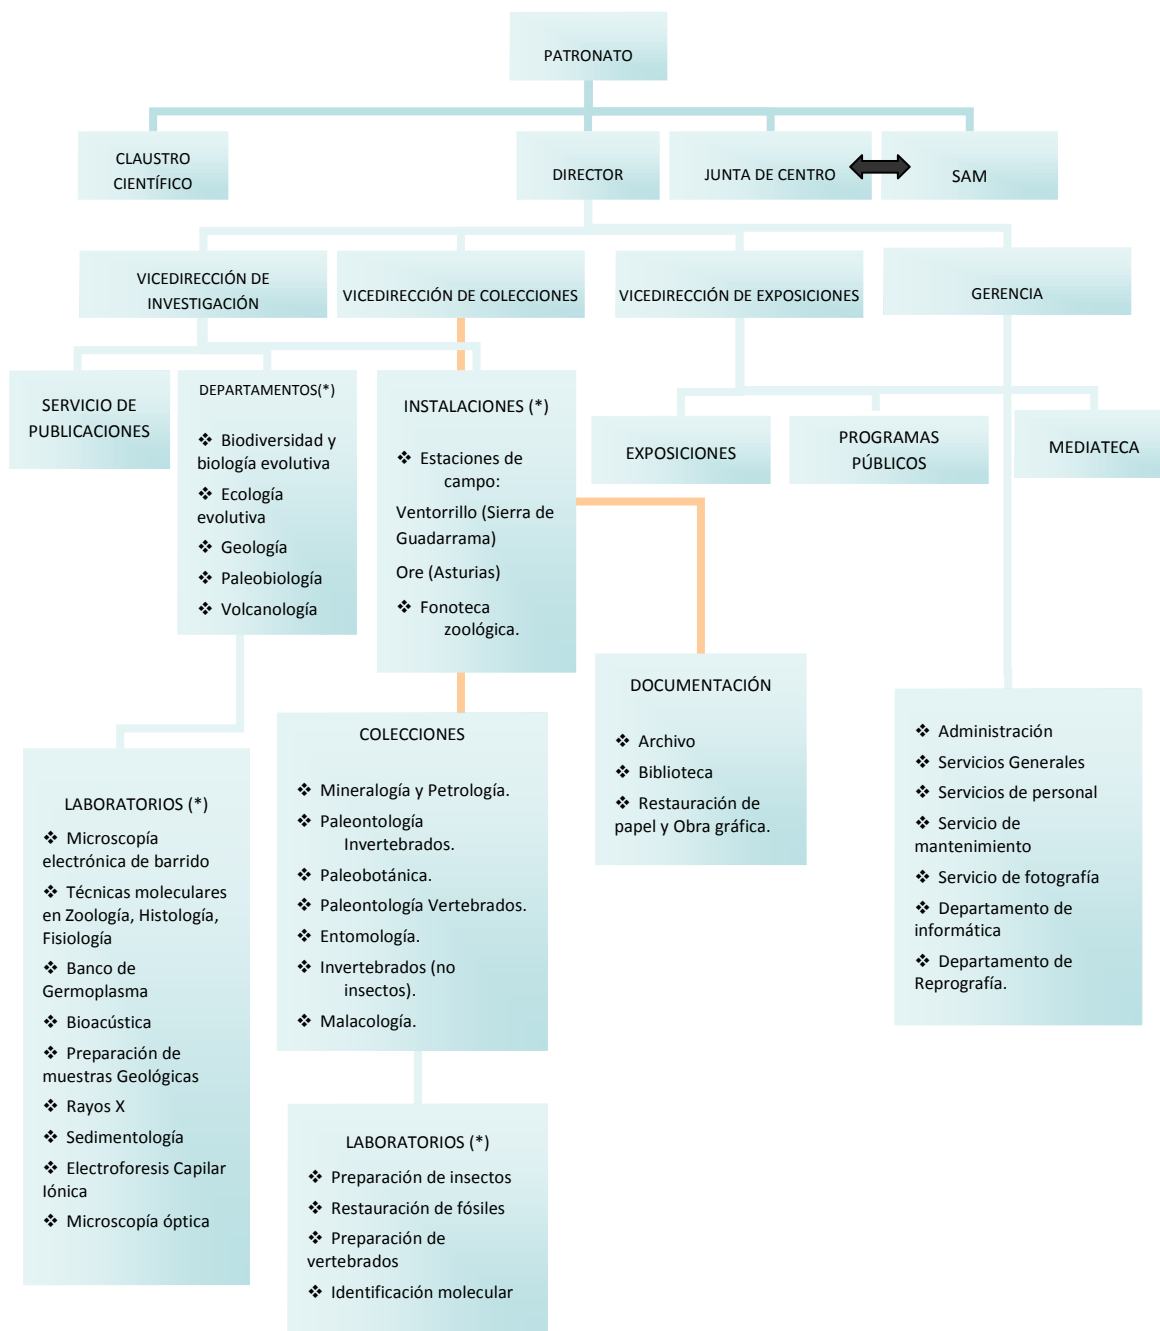 PATRONATO
CLAUSTRO
CIENTÍFICO
DIRECTOR
JUNTA DE CENTRO
SAM
VICEDIRECCIÓN DE
INVESTIGACIÓN
VICEDIRECCIÓN DE COLECCIONES
VICEDIRECCIÓN DE EXPOSICIONES
GERENCIA
SERVICIO DE
PUBLICACIONES
DEPARTAMENTOS(*)
❖ Biodiversidad y
biología evolutiva
❖ Ecología
evolutiva
❖ Geología
❖ Paleobiología
❖ Volcanología
INSTALACIONES (*)
❖ Estaciones de
campo:
Ventorrillo (Sierra de
Guadarrama)
Ore (Asturias)
❖ Fonoteca
zoológica.
EXPOSICIONES
PROGRAMAS
PÚBLICOS
MEDIATECA
DOCUMENTACIÓN
❖ Archivo
❖ Biblioteca
❖ Restauración de
papel y Obra gráfica.
❖ Administración
❖ Servicios Generales
❖ Servicios de personal
❖ Servicio de
mantenimiento
❖ Servicio de fotografía
❖ Departamento de
informática
❖ Departamento de
Reprografía.
LABORATORIOS (*)
❖ Microscopía
electrónica de barrido
❖ Técnicas moleculares
en Zoología, Histología,
Fisiología
❖ Banco de
Germoplasma
❖ Bioacústica
❖ Preparación de
muestras Geológicas
❖ Rayos X
❖ Sedimentología
❖ Electroforesis Capilar
Iónica
❖ Microscopía óptica
COLECCIONES
❖ Mineralogía y Petrología.
❖ Paleontología
Invertebrados.
❖ Paleobotánica.
❖ Paleontología Vertebrados.
❖ Entomología.
❖ Invertebrados (no
insectos).
❖ Malacología.
LABORATORIOS (*)
❖ Preparación de insectos
❖ Restauración de fósiles
❖ Preparación de
vertebrados
❖ Identificación molecular